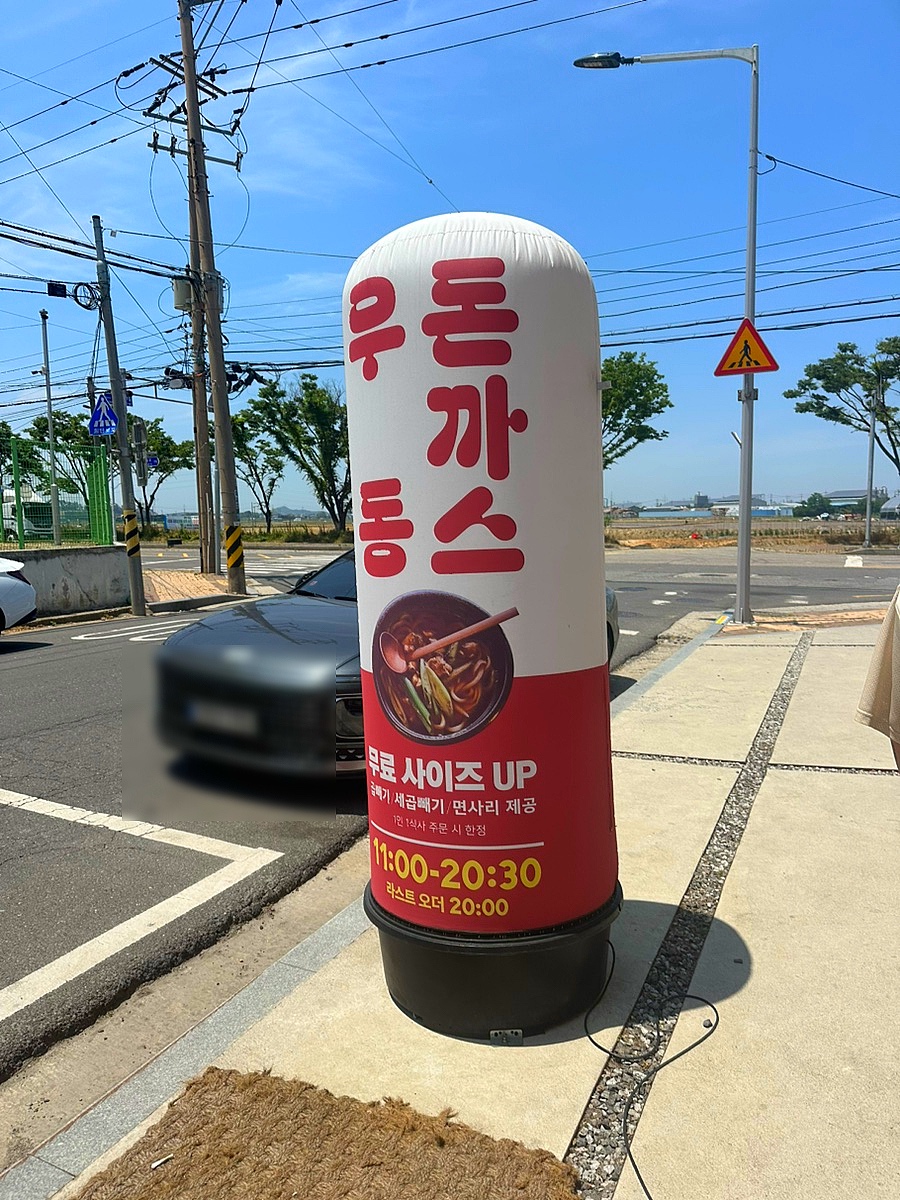 우동
돈까스
무료 사이즈 UP
곱빼기/세곱빼기/면사리 제공
1인 1식사 주문 시 한정
11:00-20:30
라스트 오더 20:00